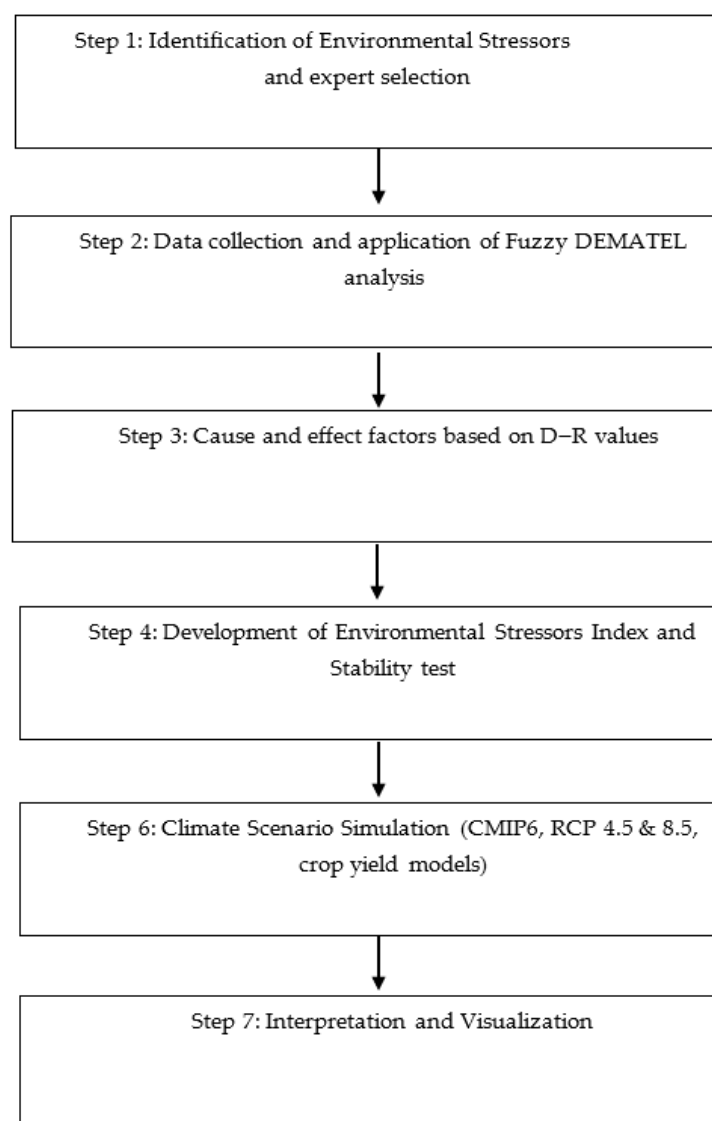 Step 1: Identification of Environmental Stressors
and expert selection
Step 2: Data collection and application of Fuzzy DEMATEL
analysis
Step 3: Cause and effect factors based on D−R values
Step 4: Development of Environmental Stressors Index and
Stability test
Step 6: Climate Scenario Simulation (CMIP6, RCP 4.5 & 8.5,
crop yield models)
Step 7: Interpretation and Visualization